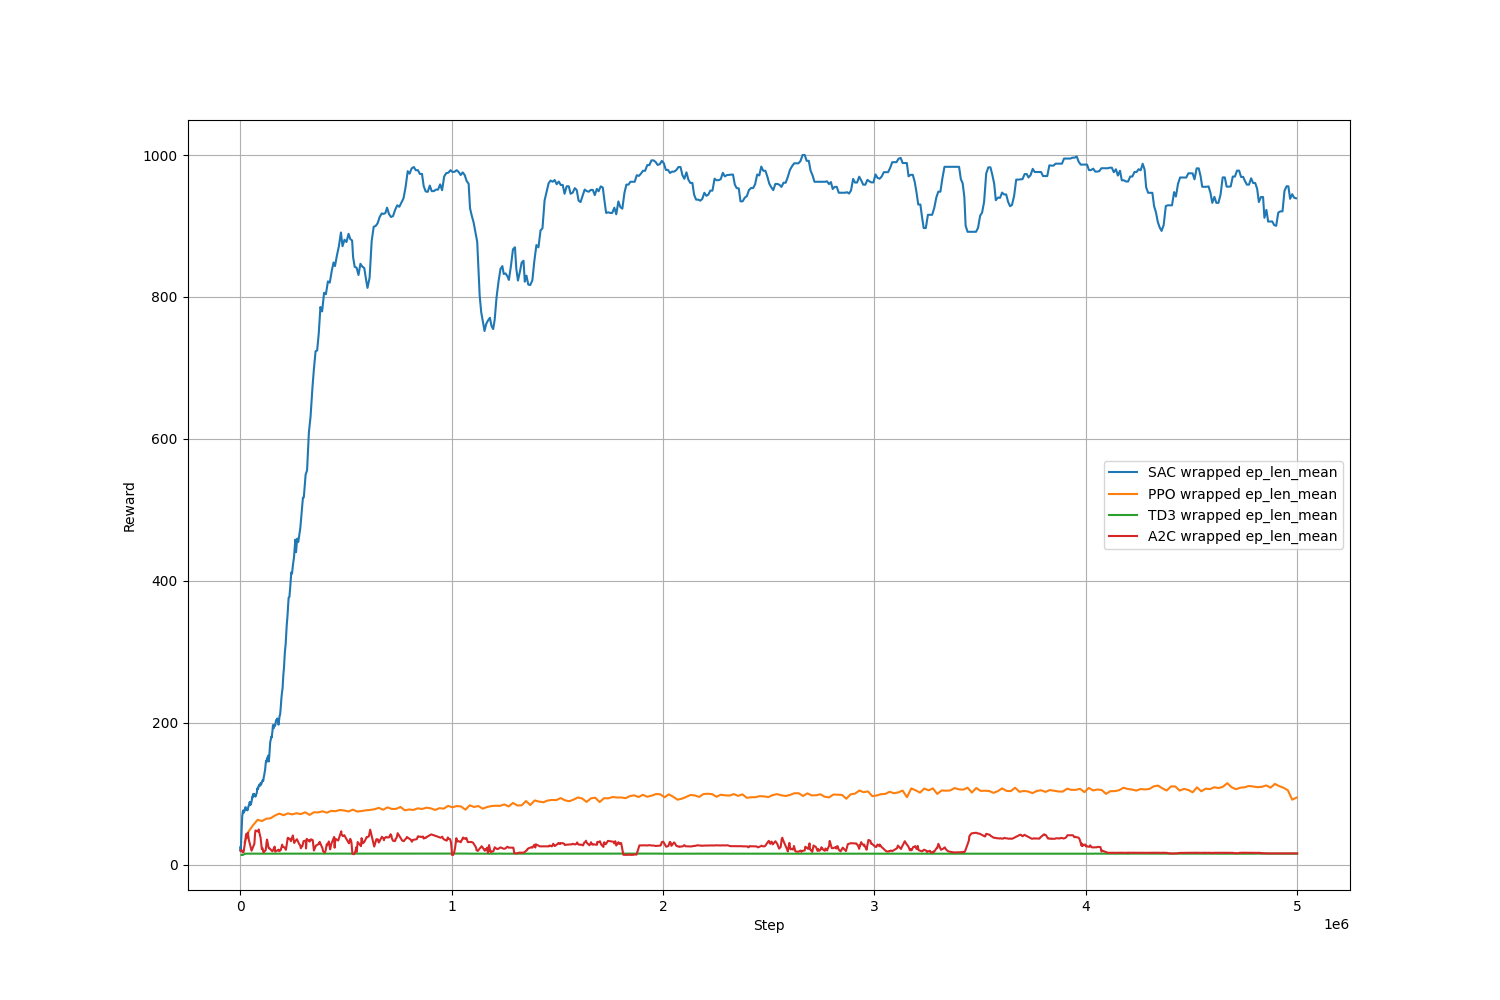 1000
800
600
400
200
0
Reward
SAC wrapped ep_len_mean
PPO wrapped ep_len_mean
TD3 wrapped ep_len_mean
A2C wrapped ep_len_mean
0 1 2 3 4 5
1e6
Step